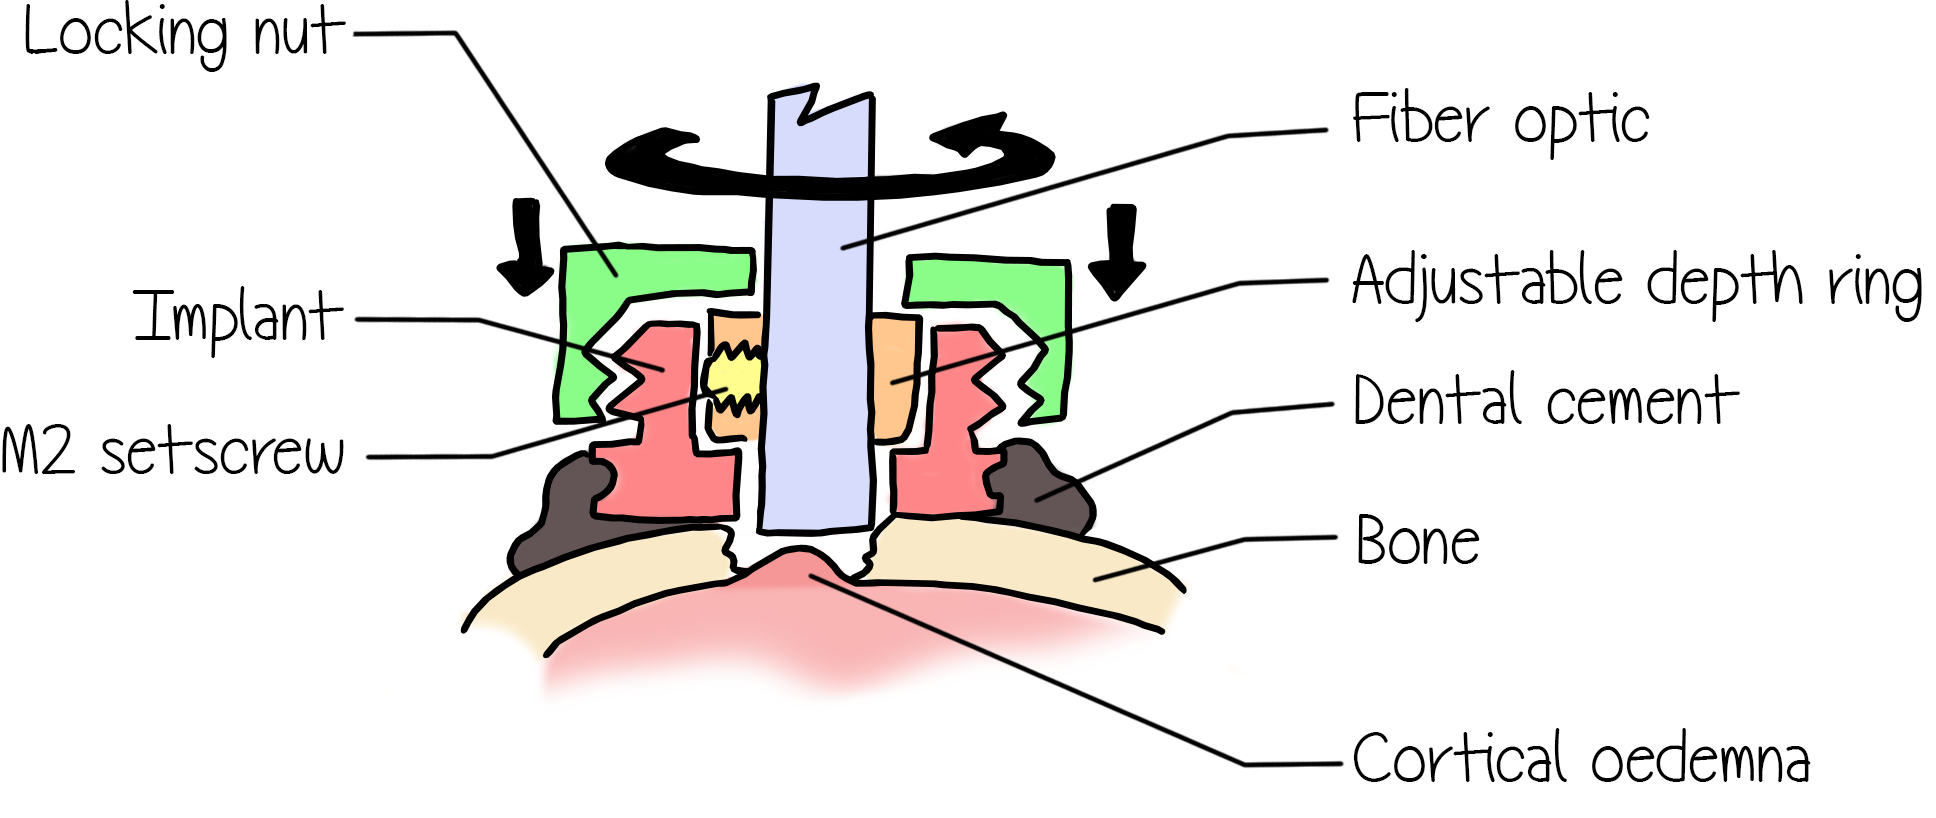 Locking nut
Implant
M2 setscrew
Fiber optic
Adjustable depth ring
Dental cement
Bone
Cortical oedemna